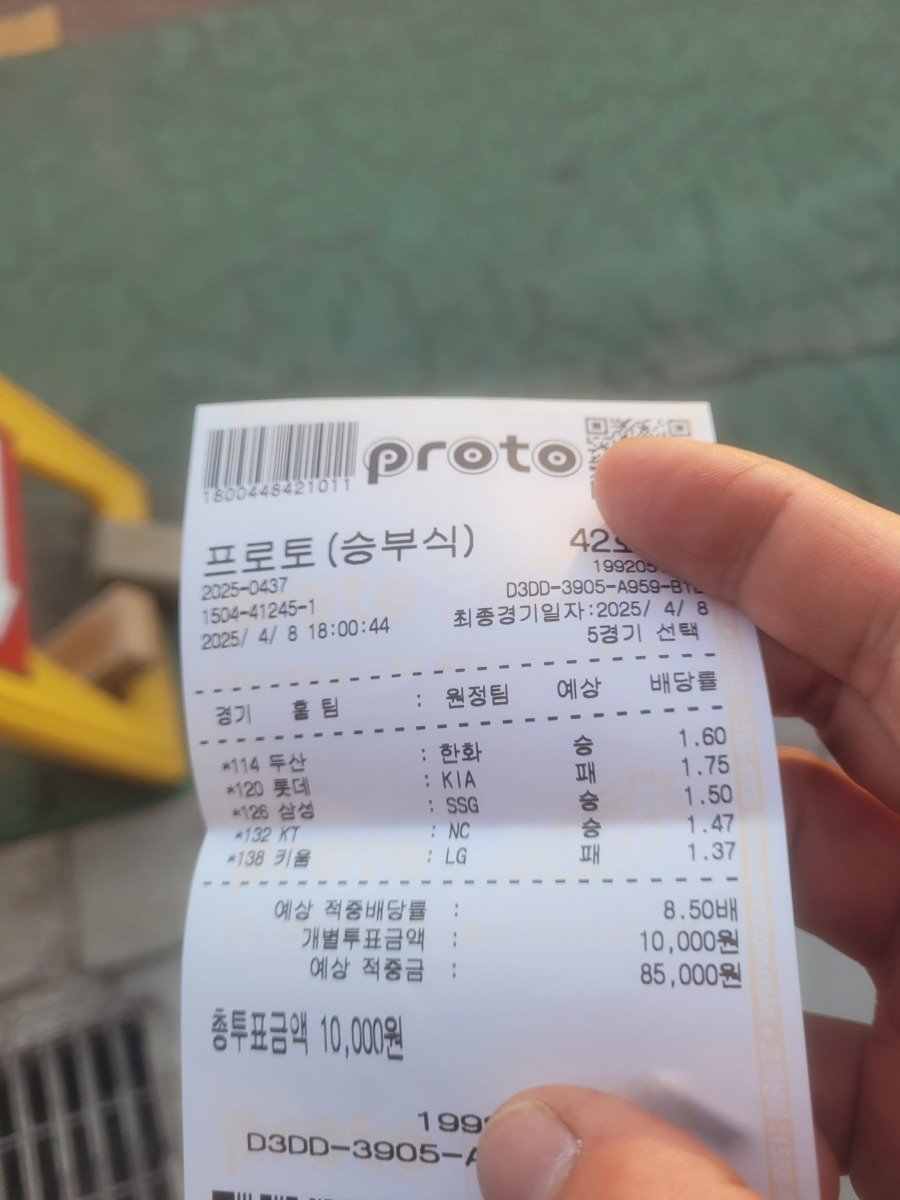 proto
1800448421011
프로토 (승부식)
2025-0437
1504-41245-1
D3DD-3905-A959-
2025/ 4/ 8 18:00:44
최종경기일자:2025/ 4/ 8
5경기 선택
경기 홈 팀 : 원정팀 예상 배당률
*114 두산 : 한화 승 1.60
*120 롯데 : KIA 패 1.75
*126 삼성 : SSG 승 1.50
*132 KT : NC 승 1.47
*138 키움 : LG 패 1.37
예상 적중배당률 : 8.50배
개별투표금액 : 10,000원
예상 적중금 : 85,000원
총투표금액 10,000원
D3DD-3905-